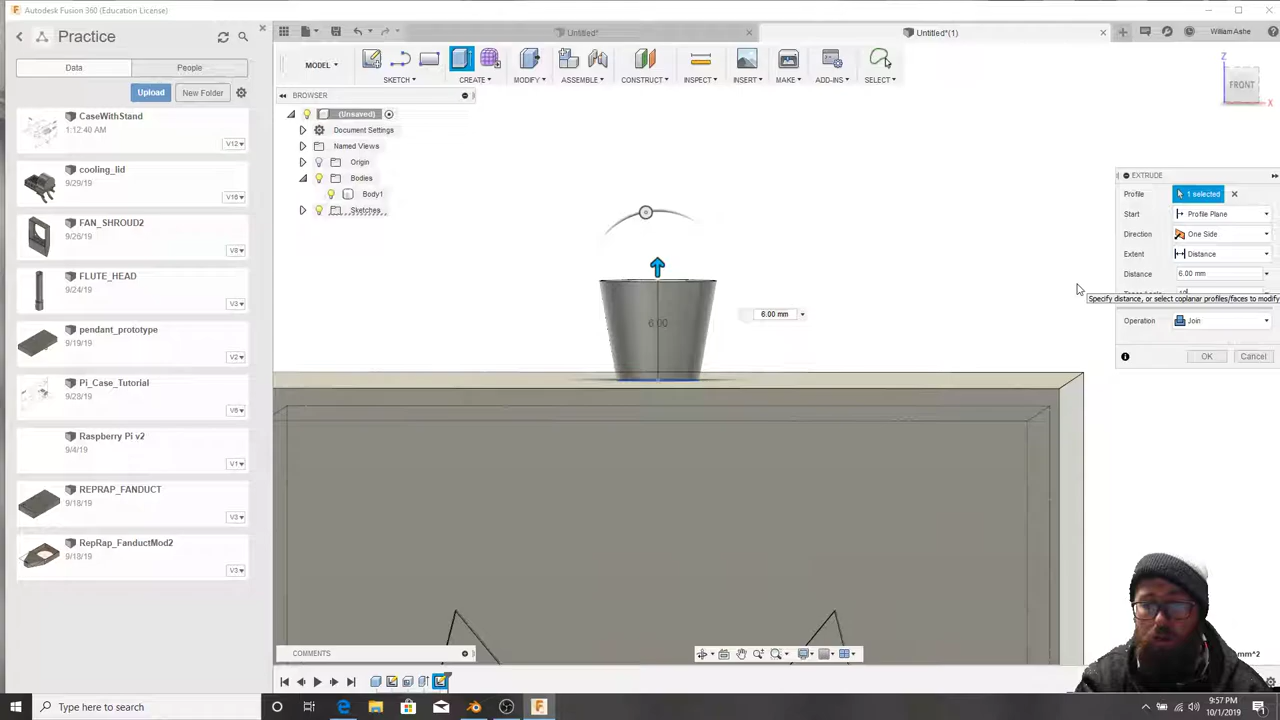 Autodesk Fusion 360 (Education License)
Practice
Untitled*
Untitled*(1)
William Ashe
Data
People
MODEL
SKETCH
CREATE
MODIFY
ASSEMBLE
CONSTRUCT
INSPECT
INSERT
MAKE
ADD-INS
SELECT
Upload
New Folder
BROWSER
Z
FRONT
X
(Unsaved)
Document Settings
Named Views
Origin
Bodies
Body1
Sketches
CaseWithStand
1:12:40 AM
V12
cooling_lid
9/29/19
V16
FAN_SHROUD2
9/26/19
V8
FLUTE_HEAD
9/24/19
V3
pendant_prototype
9/19/19
V2
Pi_Case_Tutorial
9/28/19
V6
Raspberry Pi v2
9/4/19
V1
REPRAP_FANDUCT
9/18/19
V3
RepRap_FanductMod2
9/18/19
V3
EXTRUDE
Profile
1 selected
Start
Profile Plane
Direction
One Side
Extent
Distance
Distance
6.00 mm
Specify distance, or select coplanar profiles/faces to modify
Operation
Join
OK
Cancel
6.00
6.00 mm
COMMENTS
mm^2
Type here to search
9:57 PM
10/1/2019